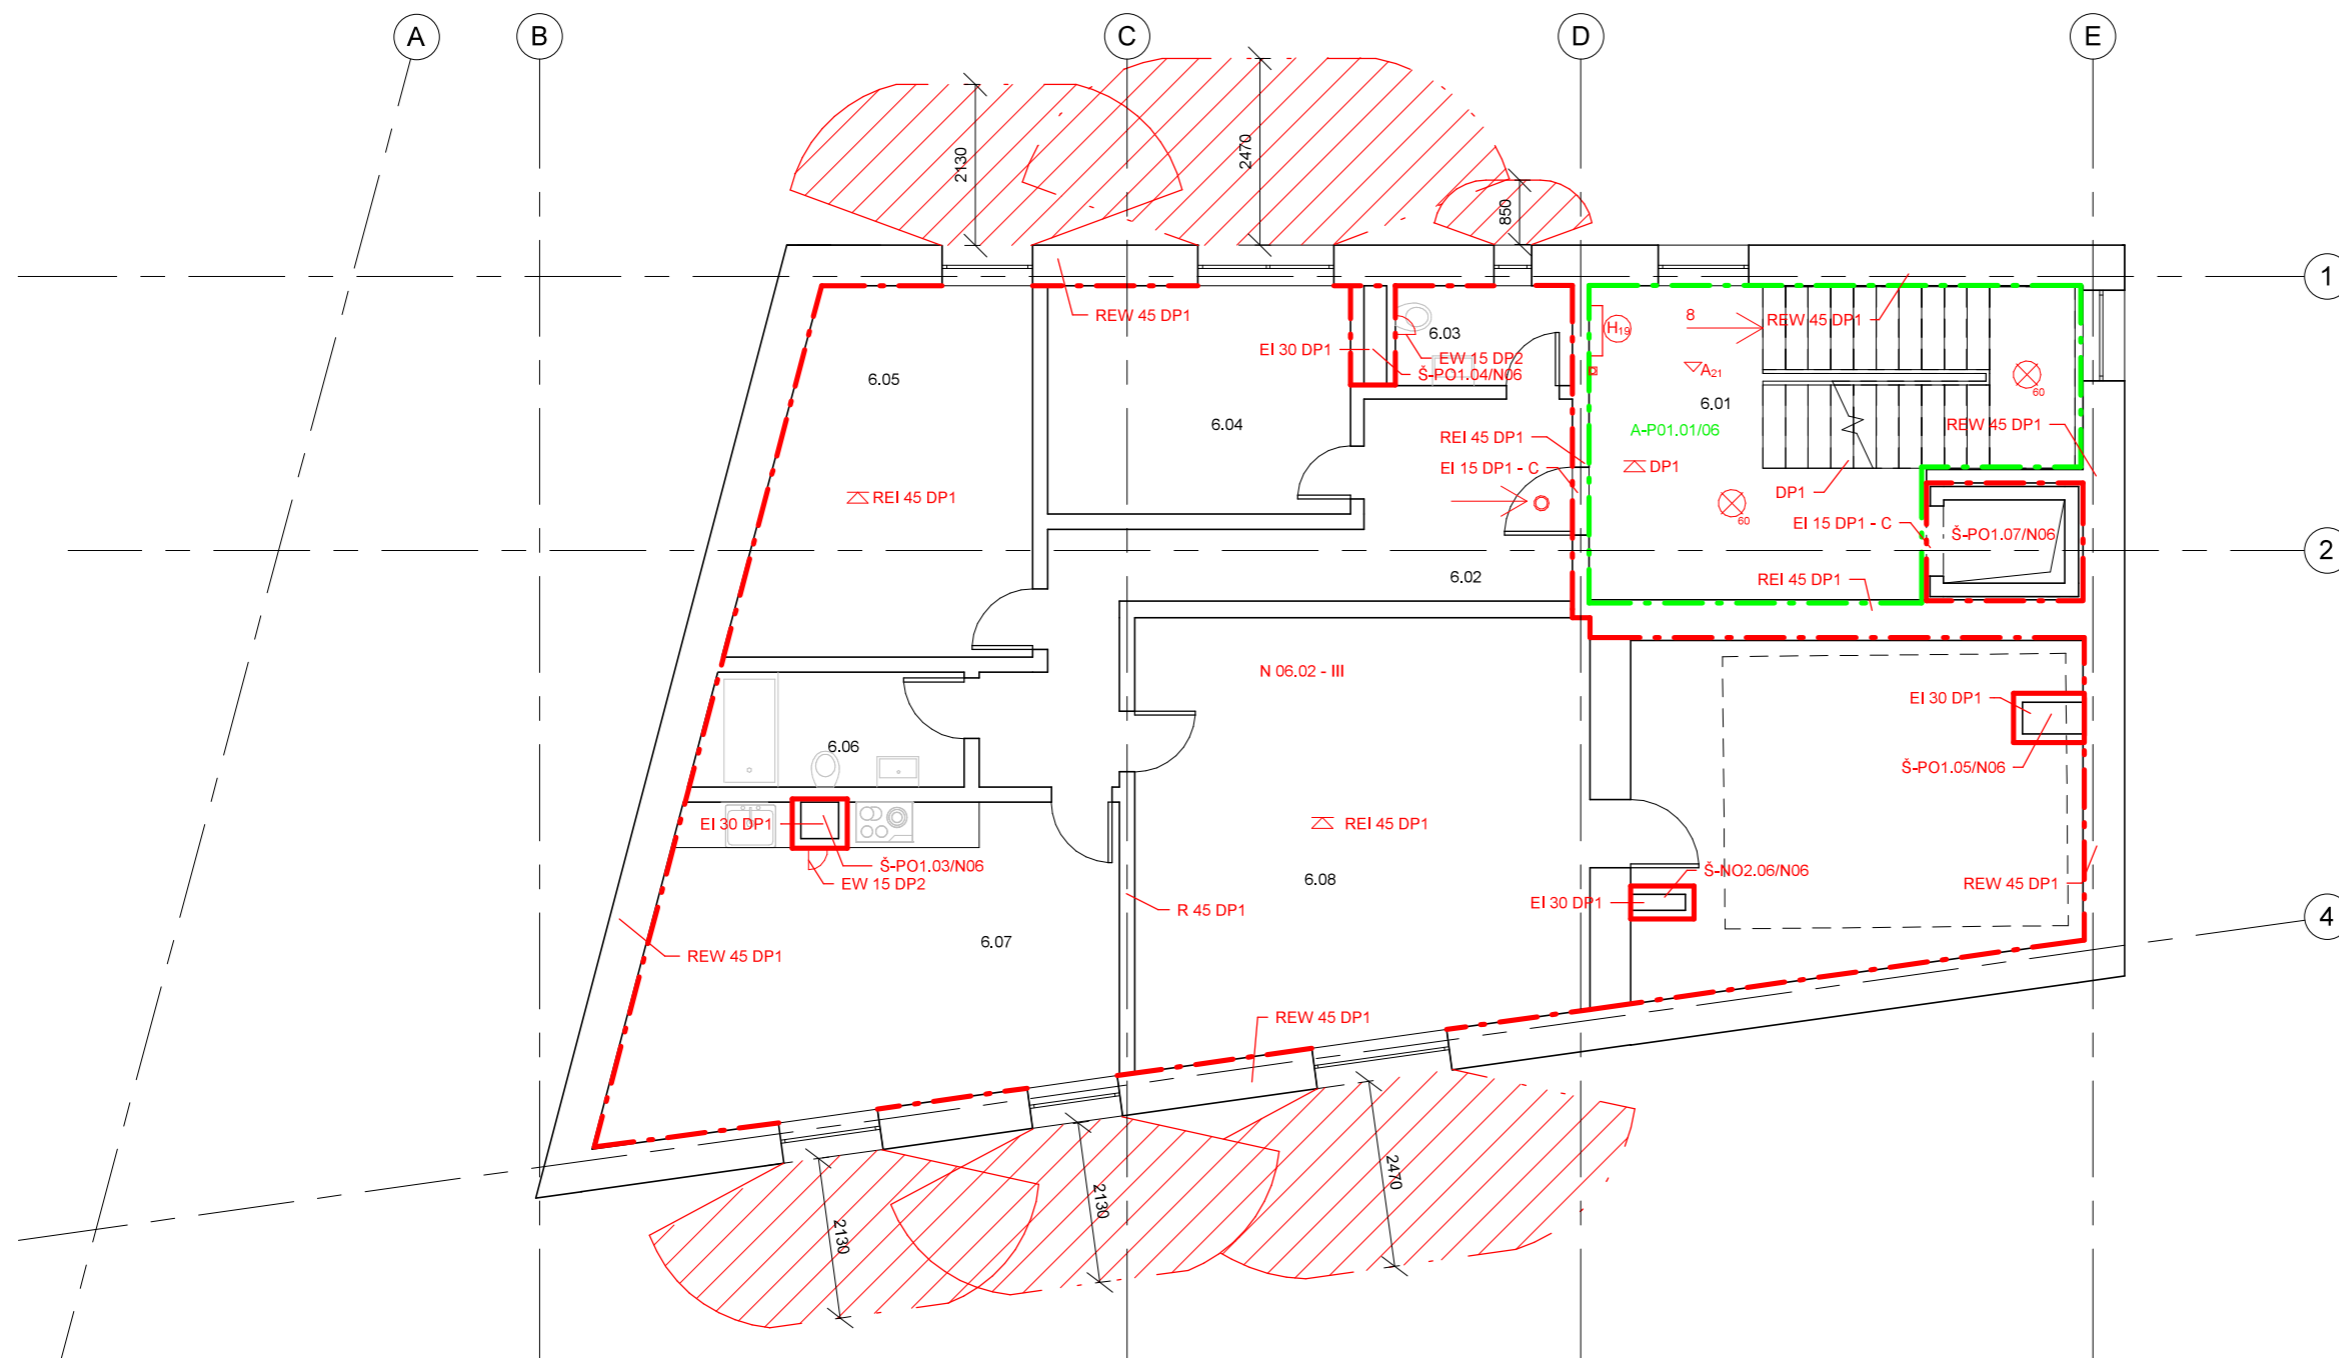 A
B
C
D
E
2130
2470
850
1
REW 45 DP1
8
REW 45 DP1
H19
6.03
EI 30 DP1
EW 15 DP2
Š-PO1.04/N06
A21
6.05
6.01
60
6.04
A-P01.01/06
REW 45 DP1
REI 45 DP1
EI 15 DP1 - C
DP1
REI 45 DP1
DP1
60
EI 15 DP1 - C
Š-PO1.07/N06
2
6.02
REI 45 DP1
N 06.02 - III
EI 30 DP1
6.06
Š-PO1.05/N06
EI 30 DP1
REI 45 DP1
Š-PO1.03/N06
EW 15 DP2
6.08
Š-NO2.06/N06
REW 45 DP1
EI 30 DP1
R 45 DP1
4
6.07
REW 45 DP1
REW 45 DP1
2130
2130
2470